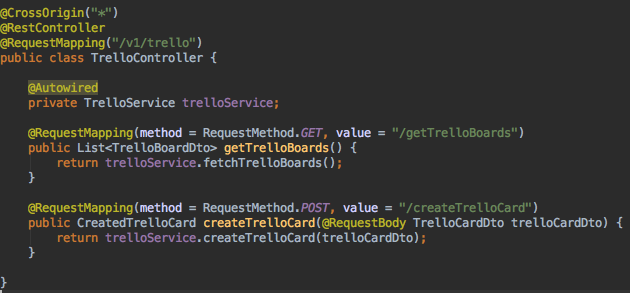 @CrossOrigin("*")
@RestController
@RequestMapping("/v1/trello")
public class TrelloController {
@Autowired
private TrelloService trelloService;
@RequestMapping(method = RequestMethod.GET, value = "/getTrelloBoards")
public List<TrelloBoardDto> getTrelloBoards() {
return trelloService.fetchTrelloBoards();
}
@RequestMapping(method = RequestMethod.POST, value = "/createTrelloCard")
public CreatedTrelloCard createTrelloCard(@RequestBody TrelloCardDto trelloCardDto) {
return trelloService.createTrelloCard(trelloCardDto);
}
}